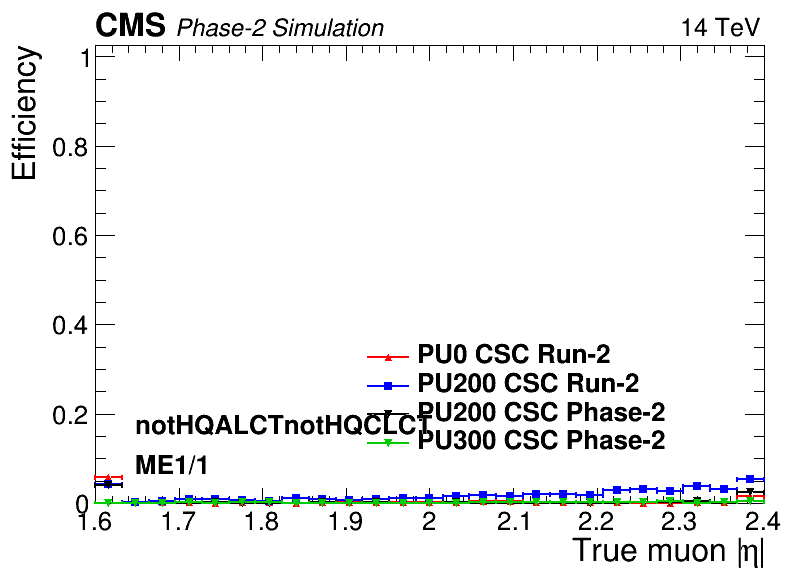 CMS Phase-2 Simulation 14 TeV
Efficiency
1
0.8
0.6
0.4
0.2
0
PU0 CSC Run-2
PU200 CSC Run-2
PU200 CSC Phase-2
PU300 CSC Phase-2
notHQALCTnotHQCLCT
ME1/1
1.6 1.7 1.8 1.9 2 2.1 2.2 2.3 2.4
True muon |η|